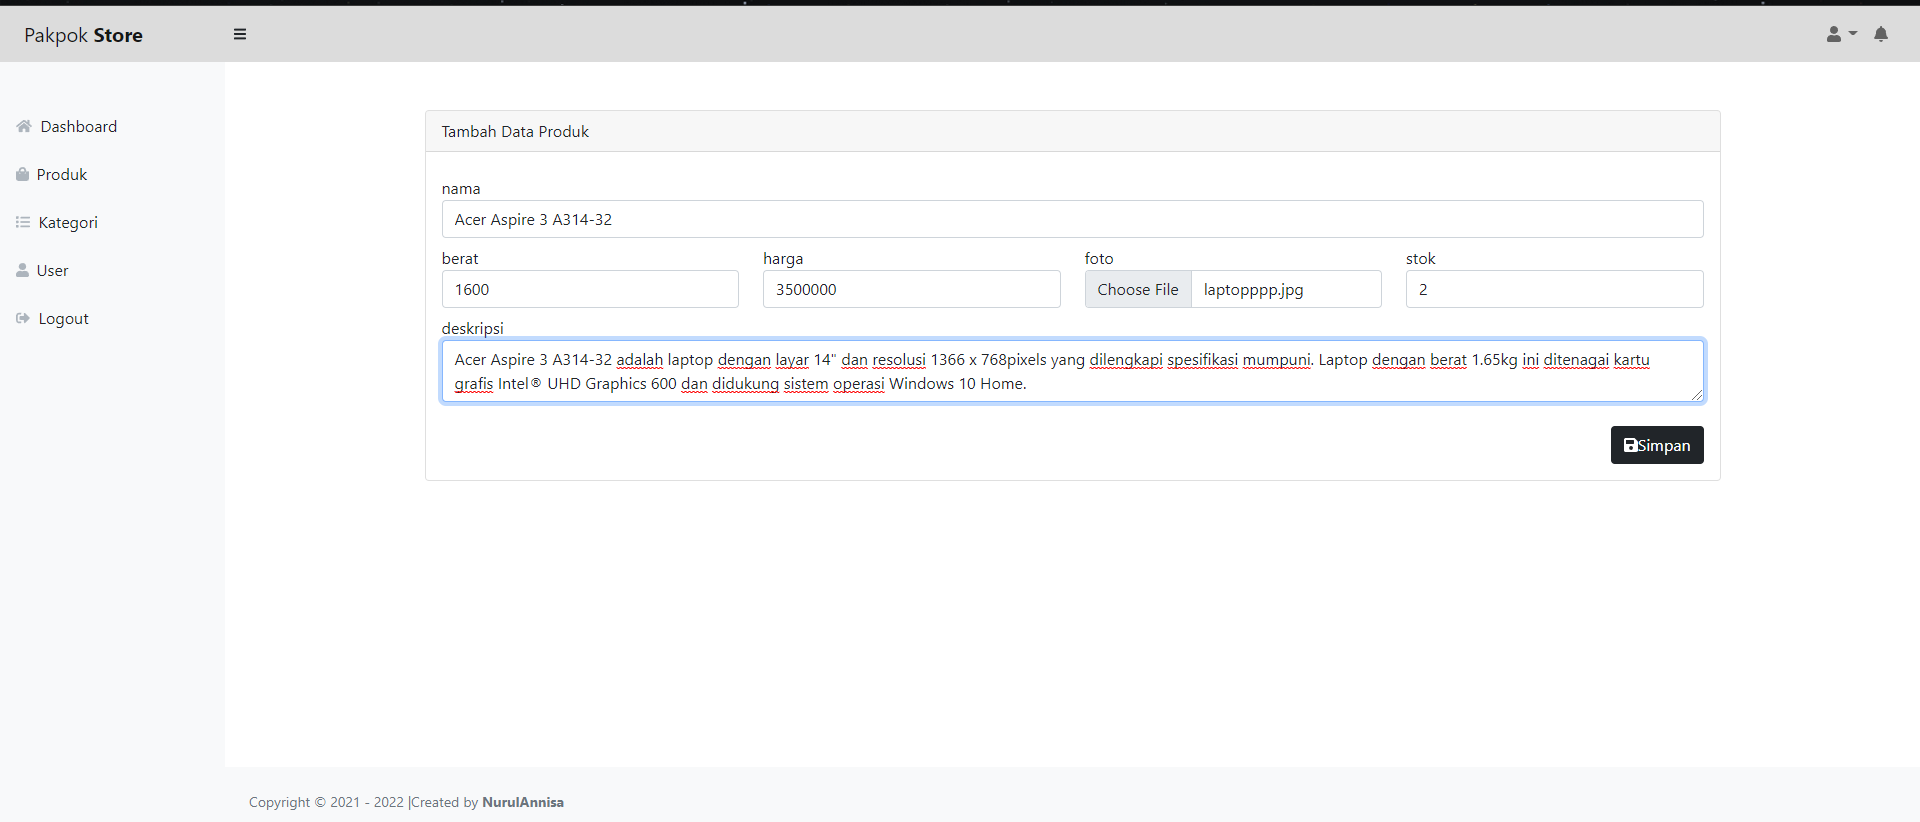 Pakpok Store
Dashboard
Produk
Kategori
User
Logout
Tambah Data Produk
nama
Acer Aspire 3 A314-32
berat harga foto stok
1600 3500000 Choose File laptopppp.jpg 2
deskripsi
Acer Aspire 3 A314-32 adalah laptop dengan layar 14" dan resolusi 1366 x 768pixels yang dilengkapi spesifikasi mumpuni. Laptop dengan berat 1.65kg ini ditenagai kartu
grafis Intel® UHD Graphics 600 dan didukung sistem operasi Windows 10 Home.
Simpan
Copyright © 2021 - 2022 |Created by NurulAnnisa